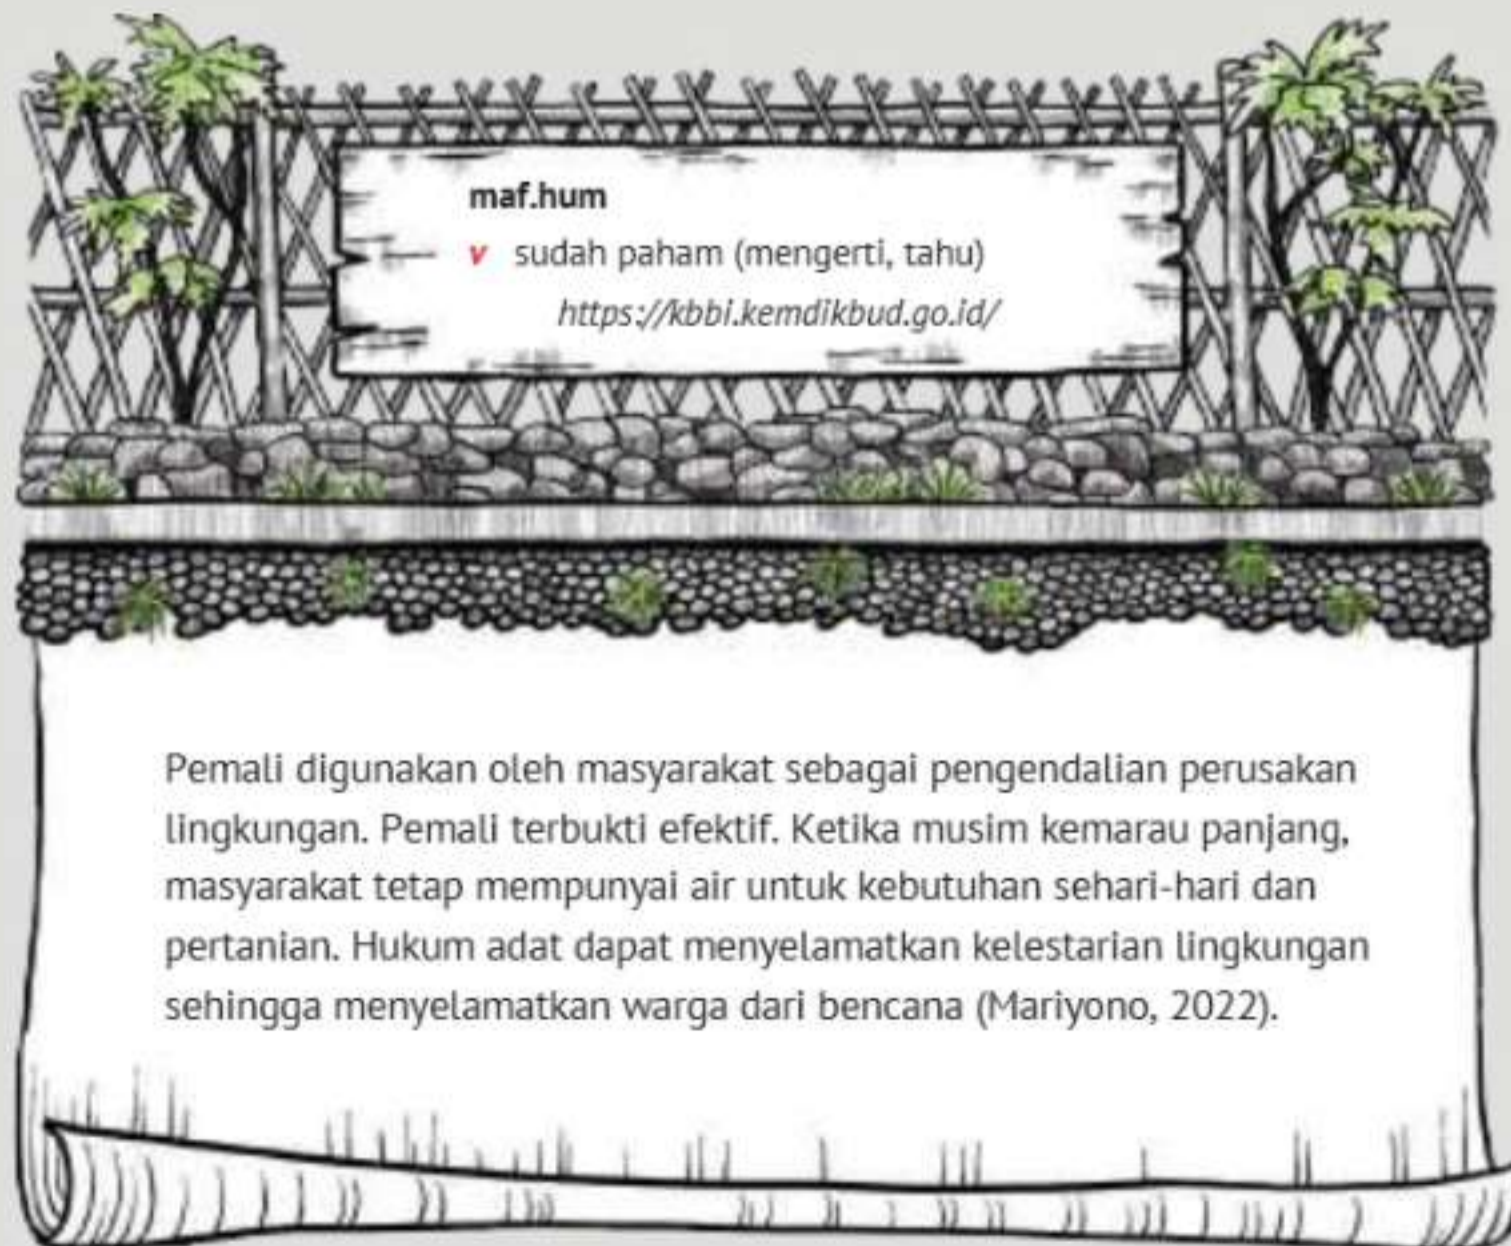 maf.hum
v sudah paham (mengerti, tahu)
https://kbbi.kemdikbud.go.id/
Pemali digunakan oleh masyarakat sebagai pengendalian perusakan
lingkungan. Pemali terbukti efektif. Ketika musim kemarau panjang,
masyarakat tetap mempunyai air untuk kebutuhan sehari-hari dan
pertanian. Hukum adat dapat menyelamatkan kelestarian lingkungan
sehingga menyelamatkan warga dari bencana (Mariyono, 2022).